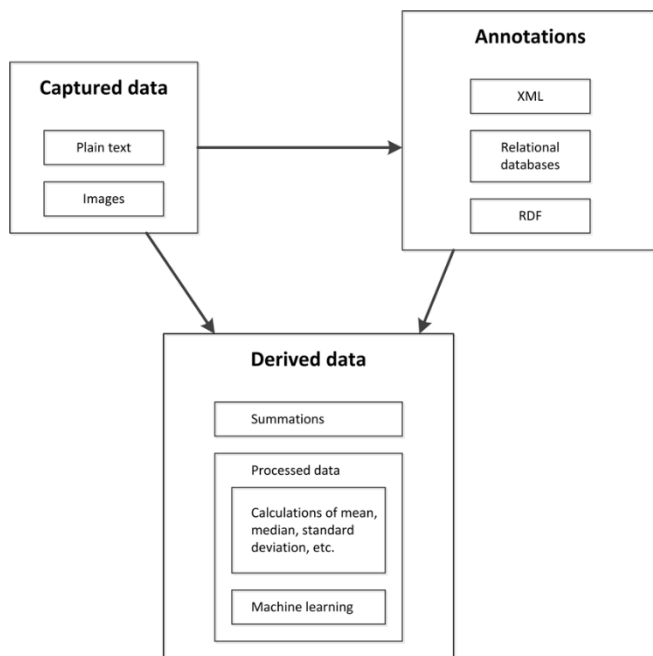 Captured data
Plain text
Images
Annotations
XML
Relational
databases
RDF
Derived data
Summations
Processed data
Calculations of mean,
median, standard
deviation, etc.
Machine learning